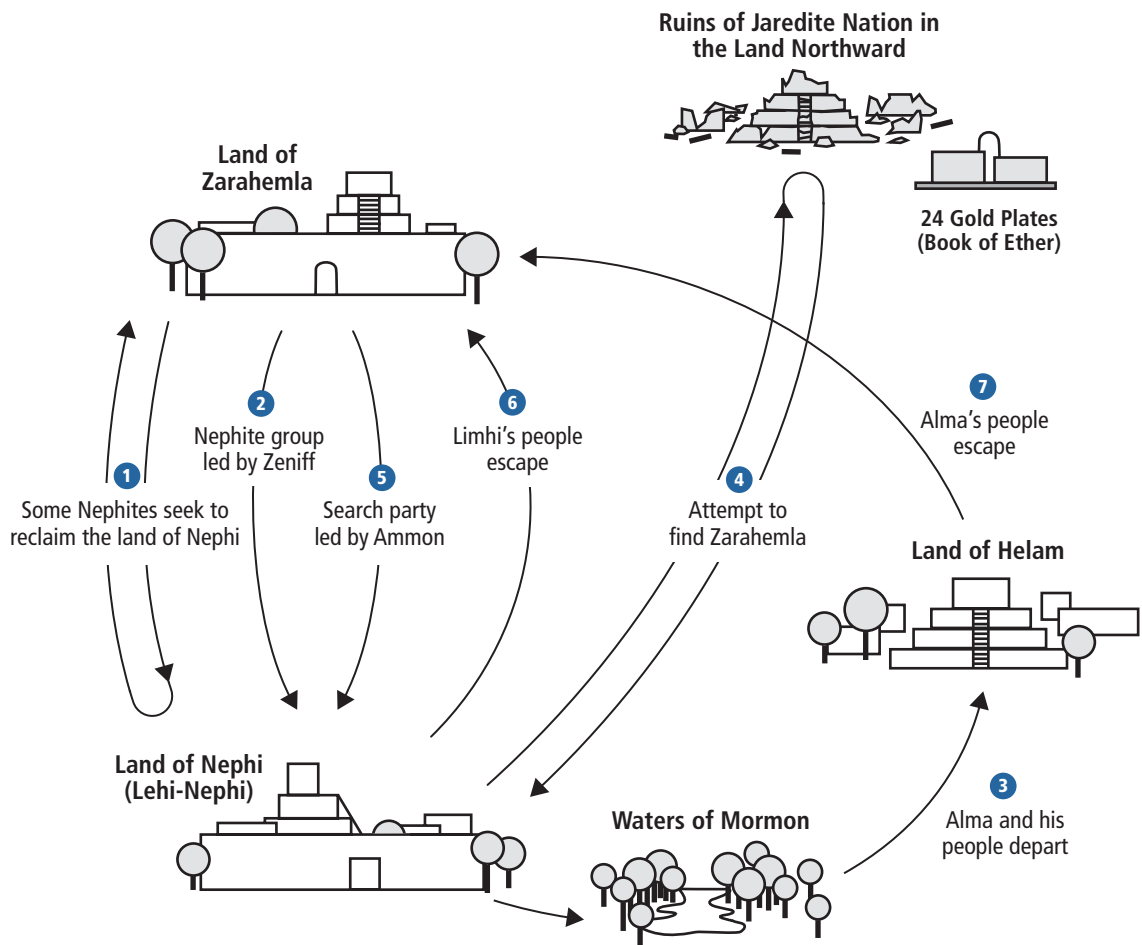 Ruins of Jaredite Nation in
the Land Northward
24 Gold Plates
(Book of Ether)
Land of
Zarahemla
1
Some Nephites seek to
reclaim the land of Nephi
2
Nephite group
led by Zeniff
5
Search party
led by Ammon
6
Limhi’s people
escape
4
Attempt to
find Zarahemla
7
Alma’s people
escape
Land of Helam
Land of Nephi
(Lehi-Nephi)
Waters of Mormon
3
Alma and his
people depart